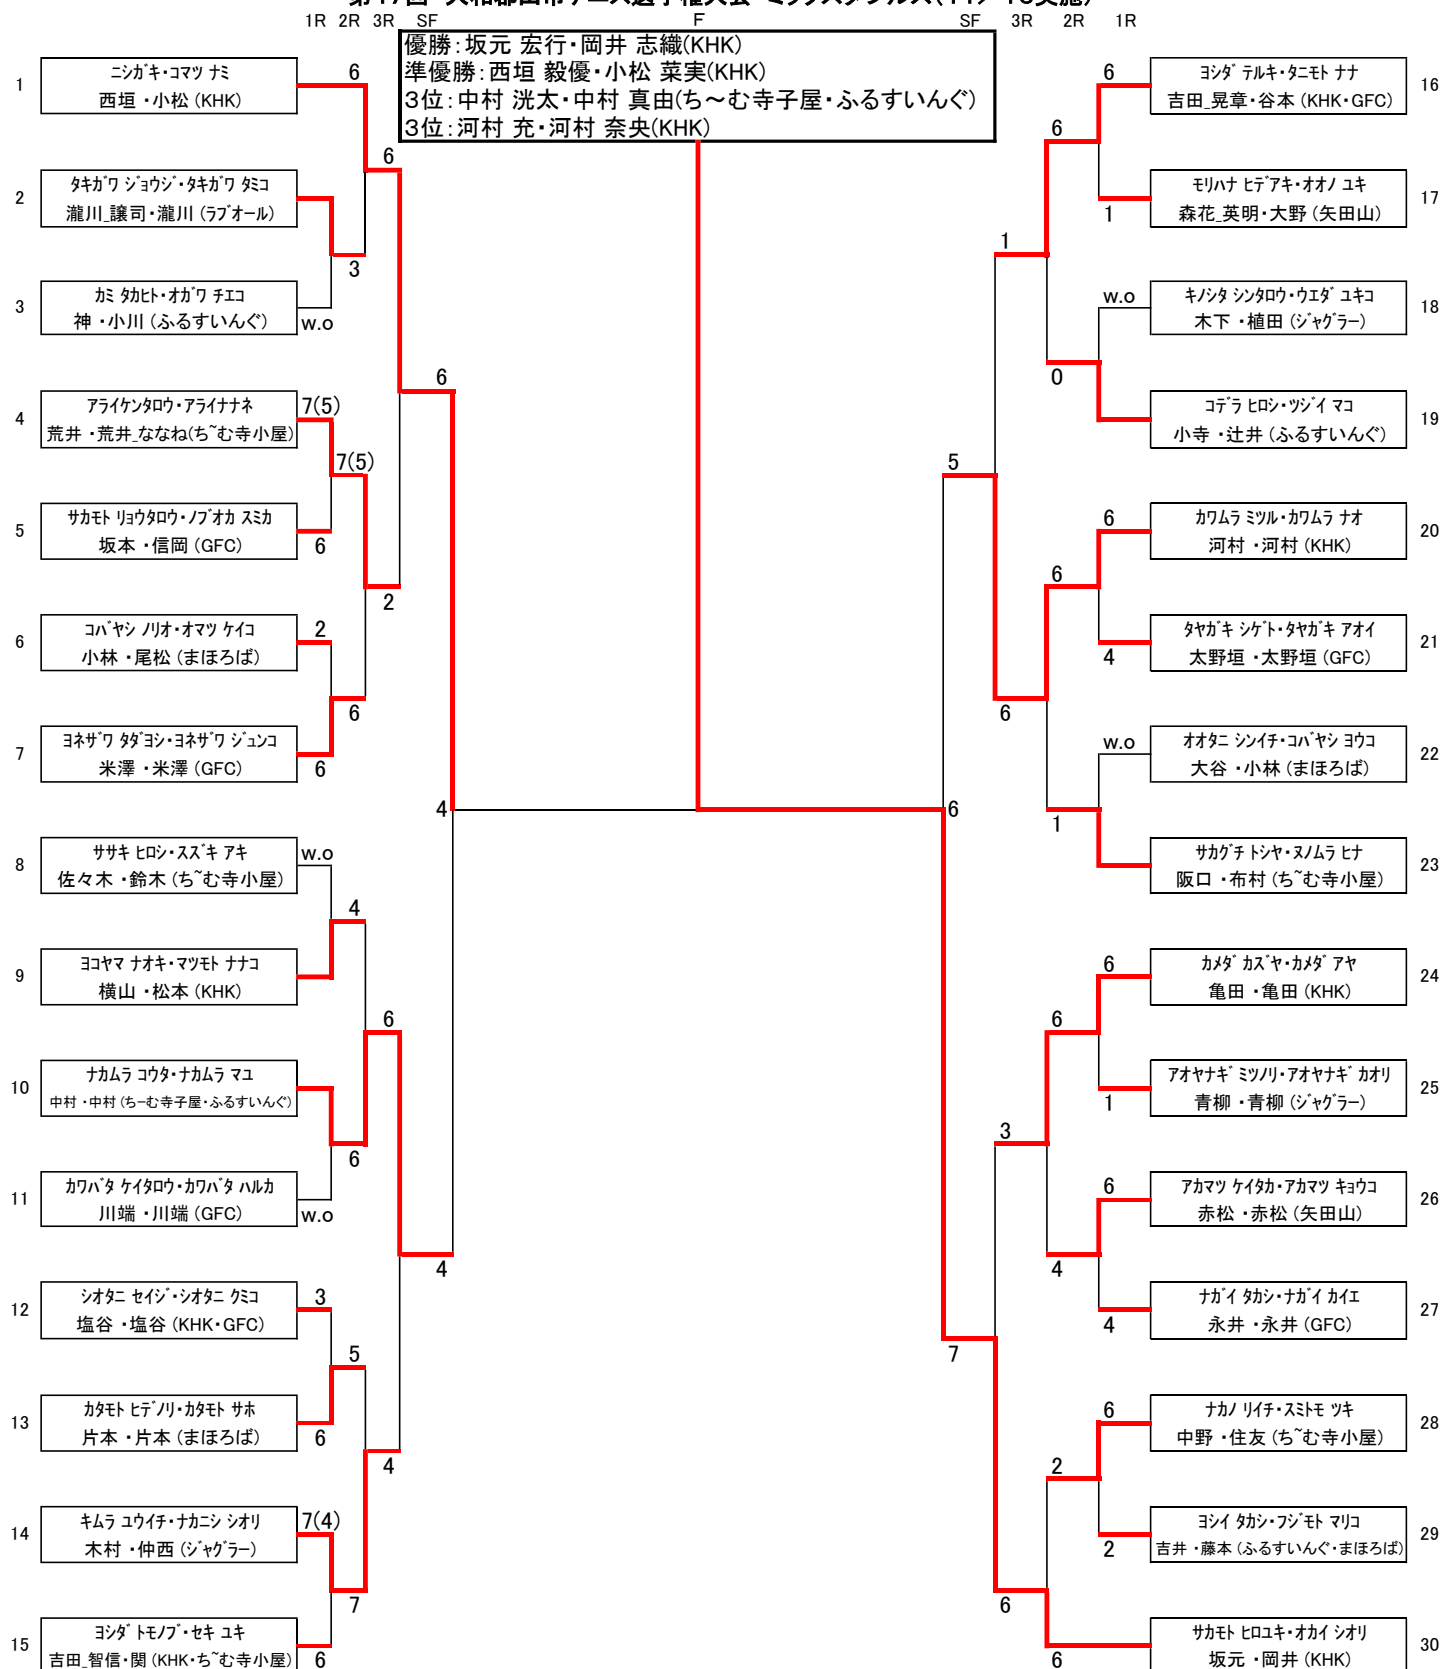 1R 2R 3R SF F SF 3R 2R 1R
優勝：坂元 宏行・岡井 志織(KHK)
準優勝：西垣 毅優・小松 菜実(KHK)
3位：中村 洸太・中村 真由(ち～む寺子屋・ふるすいんぐ)
3位：河村 充・河村 奈央(KHK)
1
ニシガキ・コマツ ナミ
西垣 ・小松 (KHK)
6
6
2
タキガワ ジョウジ・タキガワ タミコ
瀧川_譲司・瀧川 (ラブオール)
3
3
カミ タカヒト・オガワ チエコ
神 ・小川 (ふるすいんぐ)
w.o
6
4
アライケンタロウ・アライナナネ
荒井 ・荒井_ななね(ち~む寺小屋)
7(5)
7(5)
5
サカモト リョウタロウ・ノブオカ スミカ
坂本 ・信岡 (GFC)
6
2
6
コバヤシ ノリオ・オマツ ケイコ
小林 ・尾松 (まほろば)
2
6
7
ヨネザワ タダヨシ・ヨネザワ ジュンコ
米澤 ・米澤 (GFC)
6
4
8
ササキ ヒロシ・スズキ アキ
佐々木 ・鈴木 (ち~む寺小屋)
w.o
4
9
ヨコヤマ ナオキ・マツモト ナナコ
横山 ・松本 (KHK)
6
10
ナカムラ コウタ・ナカムラ マユ
中村 ・中村 (ちーむ寺子屋・ふるすいんぐ)
6
11
カワバタ ケイタロウ・カワバタ ハルカ
川端 ・川端 (GFC)
w.o
4
12
シオタニ セイジ・シオタニ クミコ
塩谷 ・塩谷 (KHK・GFC)
3
5
13
カタモト ヒデノリ・カタモト サホ
片本 ・片本 (まほろば)
6
4
14
キムラ ユウイチ・ナカニシ シオリ
木村 ・仲西 (ジャグラー)
7(4)
7
15
ヨシダ トモノブ・セキ ユキ
吉田_智信・関 (KHK・ち~む寺小屋)
6
6
ヨシダ テルキ・タニモト ナナ
吉田_晃章・谷本 (KHK・GFC)
16
6
モリハナ ヒデアキ・オオノ ユキ
森花_英明・大野 (矢田山)
17
1
1
w.o
キノシタ シンタロウ・ウエダ ユキコ
木下 ・植田 (ジャグラー)
18
0
コデラ ヒロシ・ツジイ マコ
小寺 ・辻井 (ふるすいんぐ)
19
5
6
カワムラ ミツル・カワムラ ナオ
河村 ・河村 (KHK)
20
6
タヤガキ シゲト・タヤガキ アオイ
太野垣 ・太野垣 (GFC)
21
4
6
w.o
オオタニ シンイチ・コバヤシ ヨウコ
大谷 ・小林 (まほろば)
22
1
サカグチ トシヤ・ヌノムラ ヒナ
阪口 ・布村 (ち~む寺小屋)
23
6
6
カメダ カズヤ・カメダ アヤ
亀田 ・亀田 (KHK)
24
6
アオヤナギ ミツノリ・アオヤナギ カオリ
青柳 ・青柳 (ジャグラー)
25
1
3
6
アカマツ ケイタカ・アカマツ キョウコ
赤松 ・赤松 (矢田山)
26
4
ナガイ タカシ・ナガイ カイエ
永井 ・永井 (GFC)
27
4
7
6
ナカノ リイチ・スミトモ ツキ
中野 ・住友 (ち~む寺小屋)
28
2
ヨシイ タカシ・フジモト マリコ
吉井 ・藤本 (ふるすいんぐ・まほろば)
29
2
6
サカモト ヒロユキ・オカイ シオリ
坂元 ・岡井 (KHK)
30
6